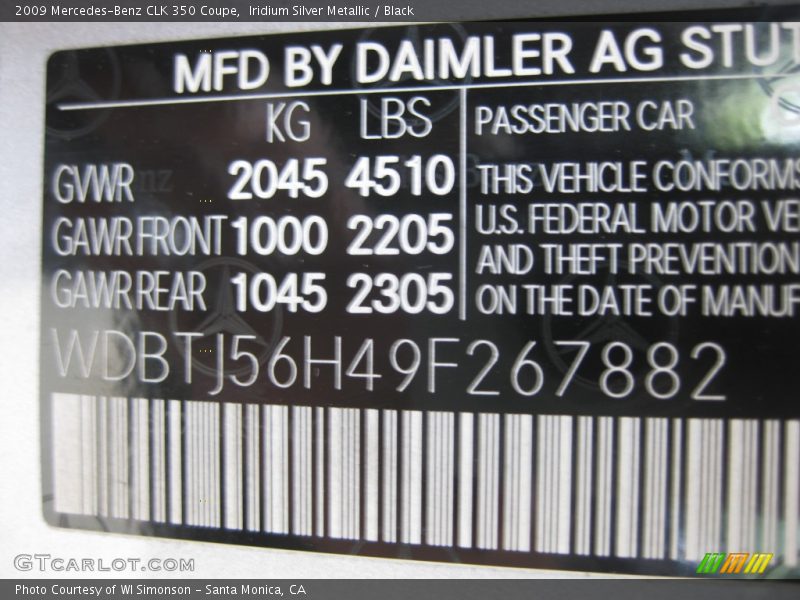 2009 Mercedes-Benz CLK 350 Coupe, Iridium Silver Metallic / Black
MFD BY DAIMLER AG STUT
KG LBS
GVWR 2045 4510
GAWR FRONT 1000 2205
GAWR REAR 1045 2305
PASSENGER CAR
THIS VEHICLE CONFORMS
U.S. FEDERAL MOTOR VE
AND THEFT PREVENTION
ON THE DATE OF MANUF
WDBTJ56H49F267882
GTCARLOT.COM
Photo Courtesy of WI Simonson - Santa Monica, CA